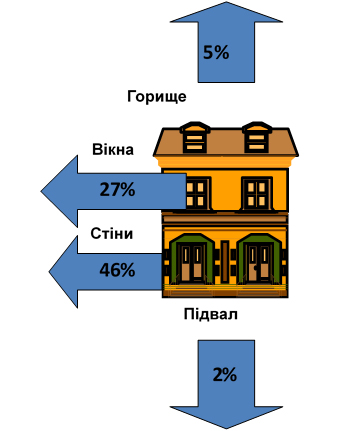 5%
Горище
Вікна
27%
Стіни
46%
Підвал
2%